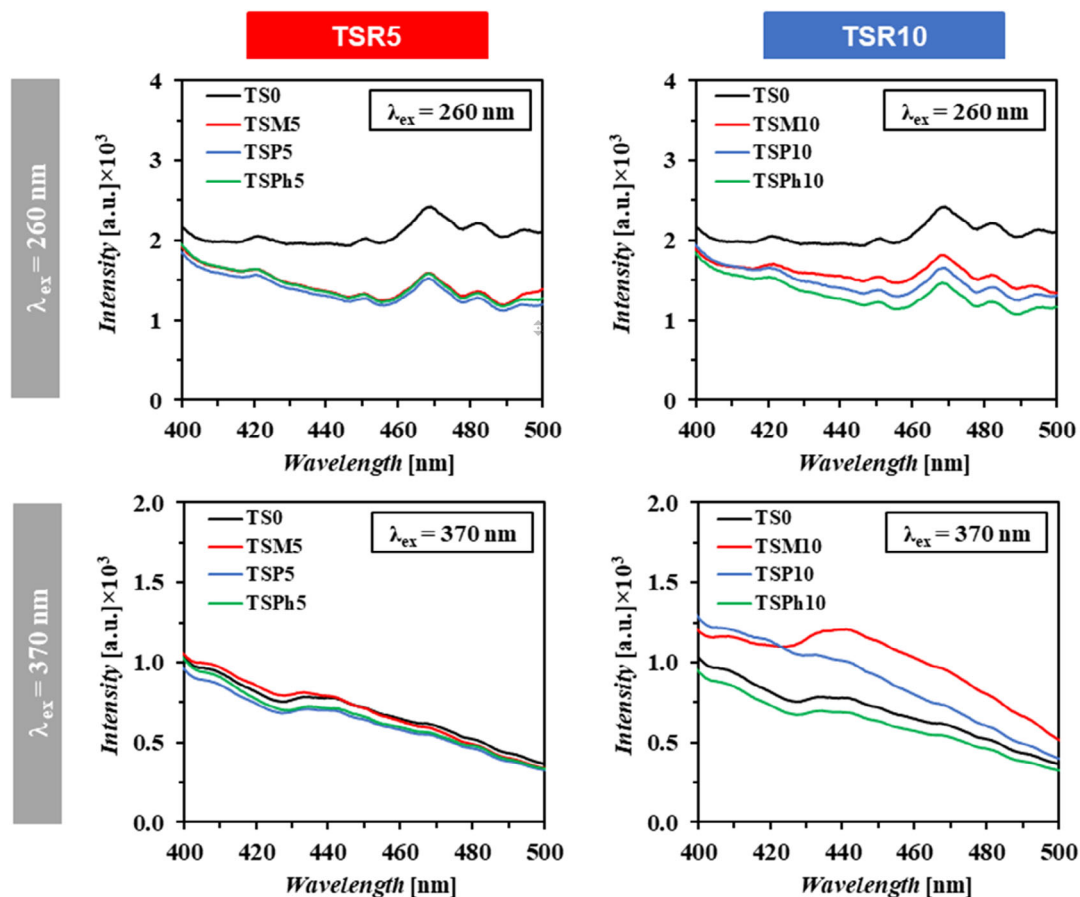 TSR5
TSR10
λex = 260 nm
Intensity [a.u.]×10³
4
3
2
1
0
TS0
TSM5
TSP5
TSPh5
λex = 260 nm
400 420 440 460 480 500
Wavelength [nm]
Intensity [a.u.]×10³
4
3
2
1
0
TS0
TSM10
TSP10
TSPh10
λex = 260 nm
400 420 440 460 480 500
Wavelength [nm]
λex = 370 nm
Intensity [a.u.]×10³
2.0
1.5
1.0
0.5
0.0
TS0
TSM5
TSP5
TSPh5
λex = 370 nm
400 420 440 460 480 500
Wavelength [nm]
Intensity [a.u.]×10³
2.0
1.5
1.0
0.5
0.0
TS0
TSM10
TSP10
TSPh10
λex = 370 nm
400 420 440 460 480 500
Wavelength [nm]